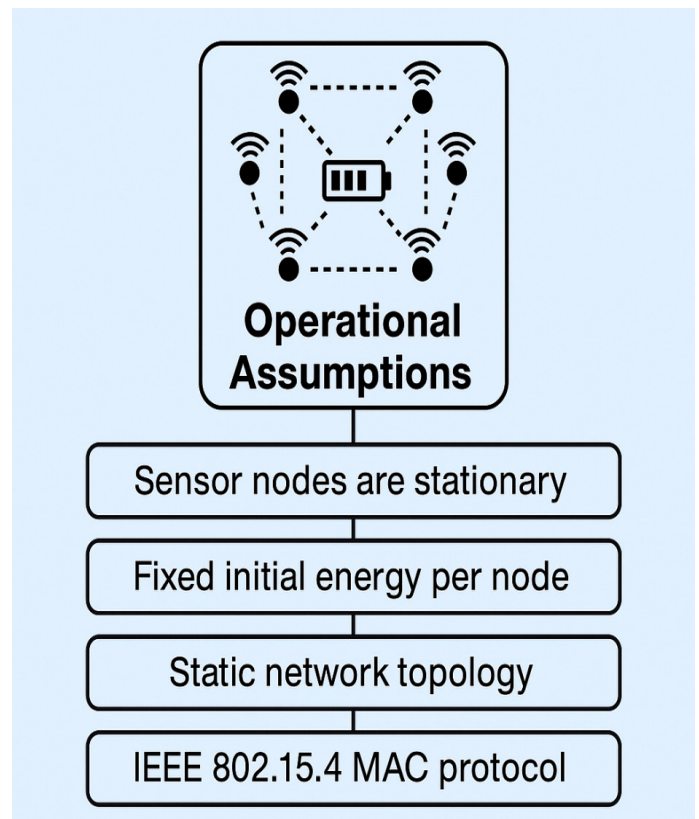 Operational
Assumptions
Sensor nodes are stationary
Fixed initial energy per node
Static network topology
IEEE 802.15.4 MAC protocol